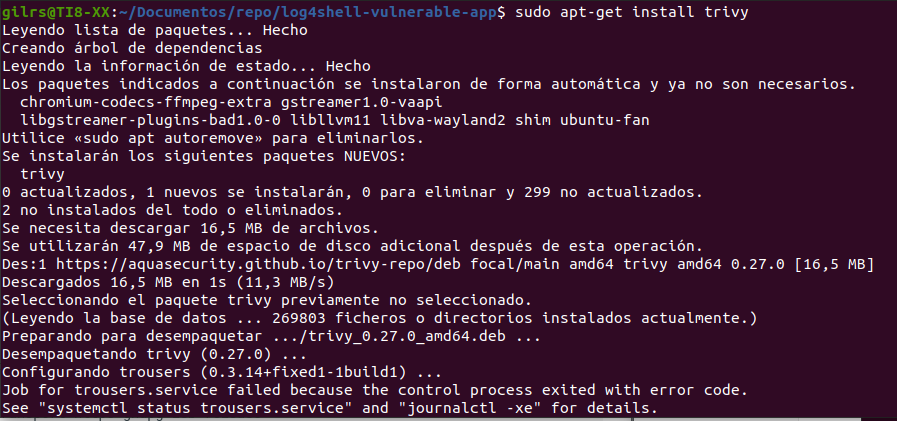 gilrs@TI8-XX:~/Documentos/repo/log4shell-vulnerable-app$ sudo apt-get install trivy
Leyendo lista de paquetes... Hecho
Creando árbol de dependencias
Leyendo la información de estado... Hecho
Los paquetes indicados a continuación se instalaron de forma automática y ya no son necesarios.
  chromium-codecs-ffmpeg-extra gstreamer1.0-vaapi
  libgstreamer-plugins-bad1.0-0 libllvm11 libva-wayland2 shim ubuntu-fan
Utilice «sudo apt autoremove» para eliminarlos.
Se instalarán los siguientes paquetes NUEVOS:
  trivy
0 actualizados, 1 nuevos se instalarán, 0 para eliminar y 299 no actualizados.
2 no instalados del todo o eliminados.
Se necesita descargar 16,5 MB de archivos.
Se utilizarán 47,9 MB de espacio de disco adicional después de esta operación.
Des:1 https://aquasecurity.github.io/trivy-repo/deb focal/main amd64 trivy amd64 0.27.0 [16,5 MB]
Descargados 16,5 MB en 1s (11,3 MB/s)
Seleccionando el paquete trivy previamente no seleccionado.
(Leyendo la base de datos ... 269803 ficheros o directorios instalados actualmente.)
Preparando para desempaquetar .../trivy_0.27.0_amd64.deb ...
Desempaquetando trivy (0.27.0) ...
Configurando trousers (0.3.14+fixed1-1build1) ...
Job for trousers.service failed because the control process exited with error code.
See "systemctl status trousers.service" and "journalctl -xe" for details.